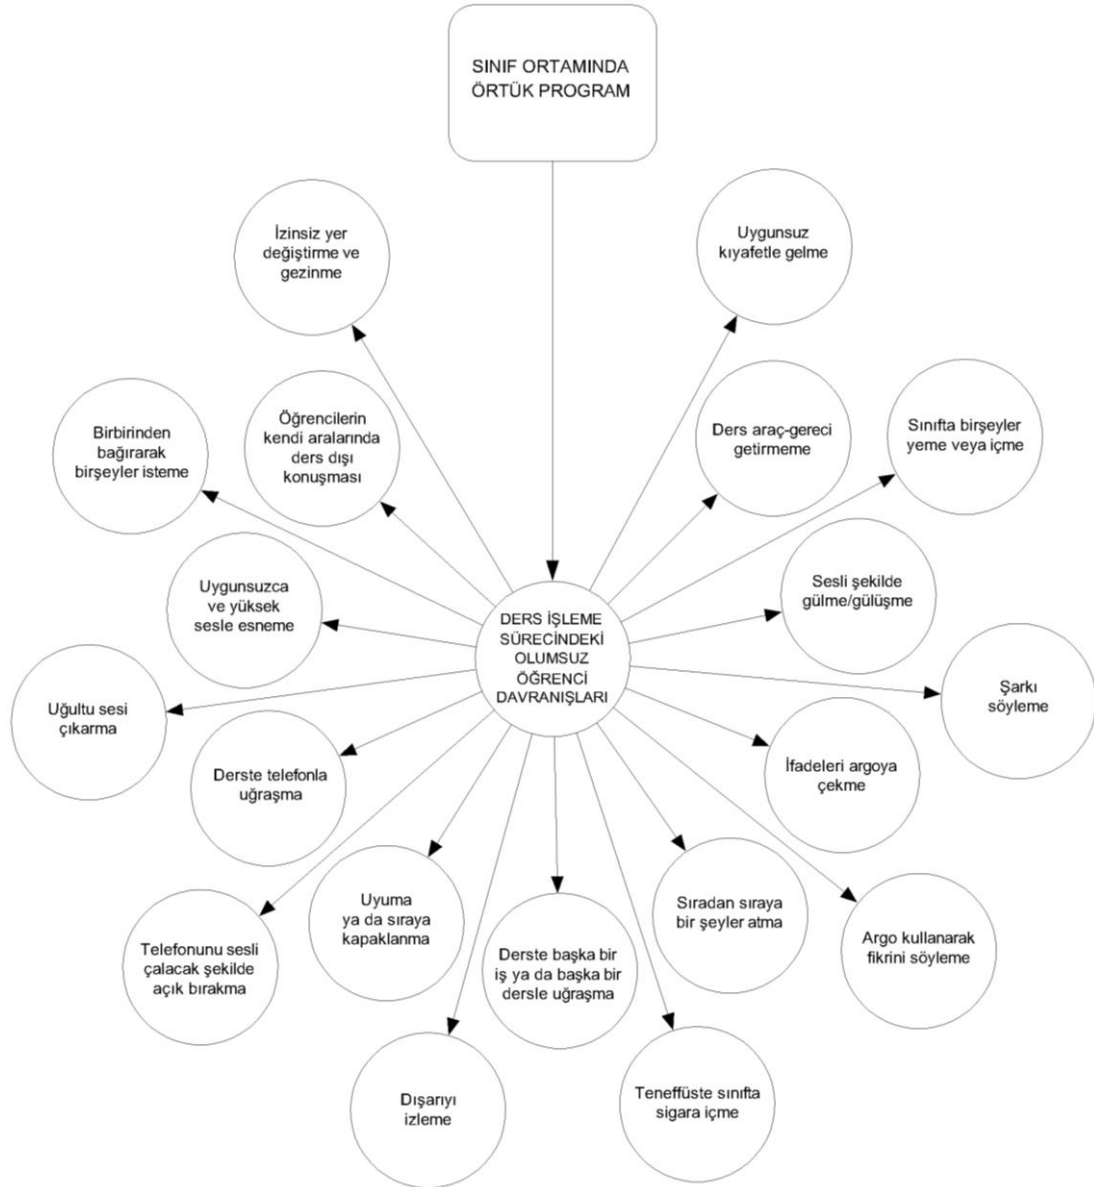 SINIF ORTAMINDA
ÖRTÜK PROGRAM
İzinsiz yer
değiştirme ve
gezinme
Uygunsuz
kıyafetle gelme
Birbirinden
bağırarak
birşeyler isteme
Öğrencilerin
kendi aralarında
ders dışı
konuşması
Ders araç-gereci
getirmeme
Sınıfta birşeyler
yeme veya içme
Uygunsuzca
ve yüksek
sesle esneme
DERS İŞLEME
SÜRECİNDEKİ
OLUMSUZ
ÖĞRENCİ
DAVRANIŞLARI
Sesli şekilde
gülme/gülüşme
Uğultu sesi
çıkarma
Şarkı
söyleme
Derste telefonla
uğraşma
İfadeleri argoya
çekme
Telefonunu sesli
çalacak şekilde
açık bırakma
Uyuma
ya da sıraya
kapaklanma
Derste başka bir
iş ya da başka bir
dersle uğraşma
Sıradan sıraya
bir şeyler atma
Argo kullanarak
fikrini söyleme
Dışarıyı
izleme
Teneffüste sınıfta
sigara içme